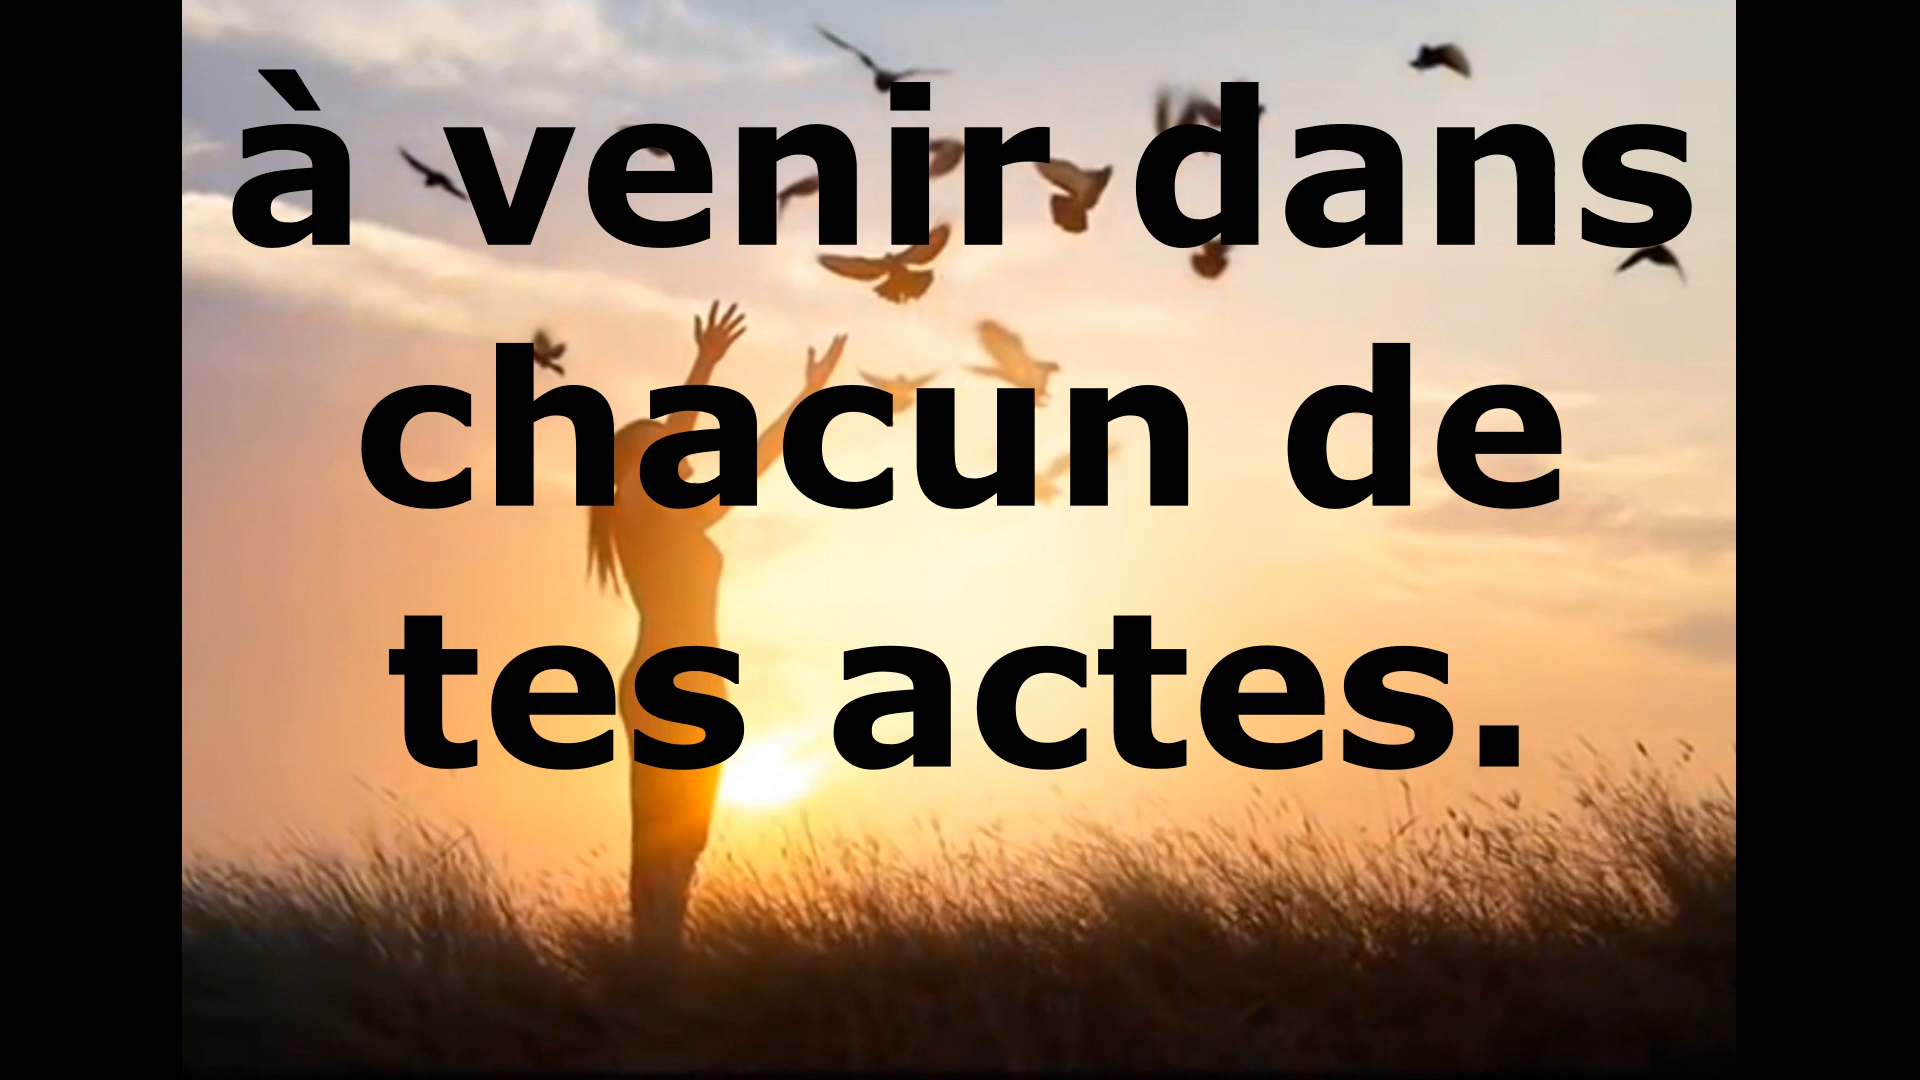 à venir dans
chacun de
tes actes.